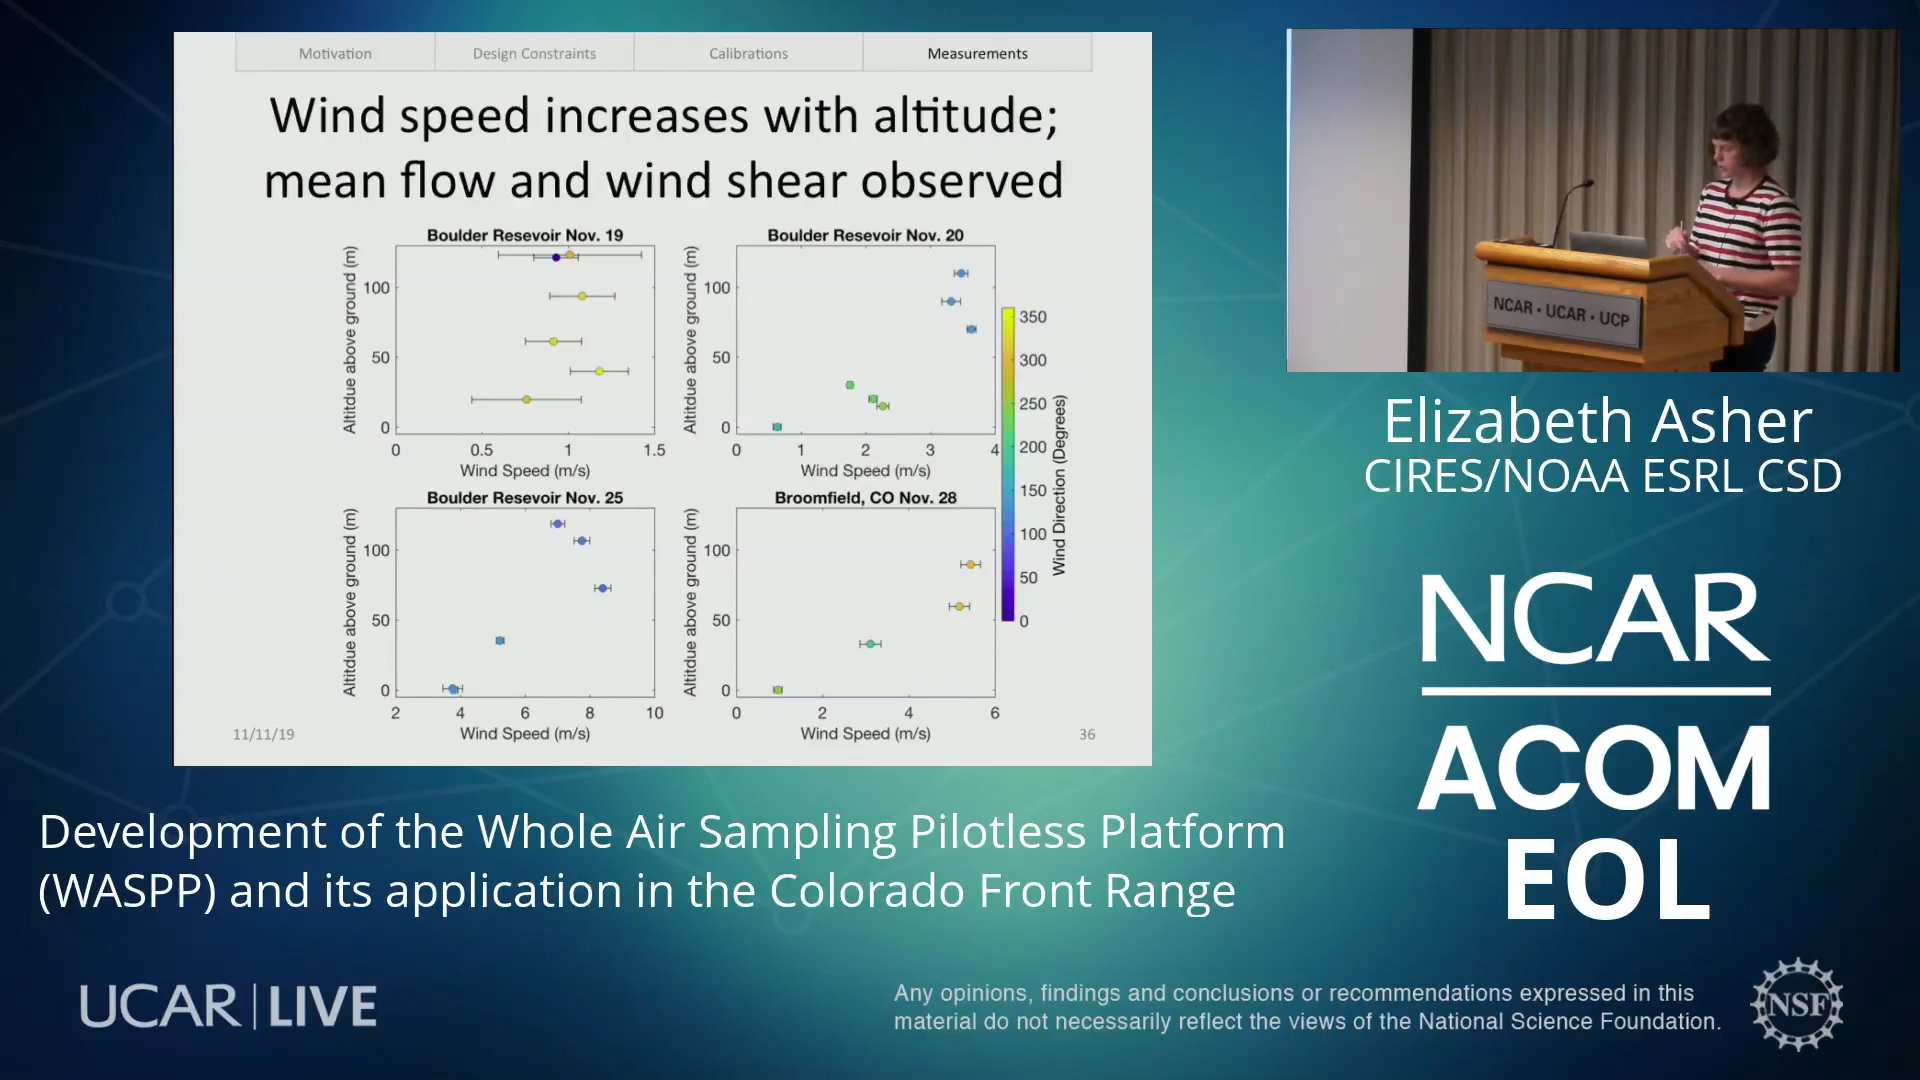 Motivation
Design Constraints
Calibrations
Measurements
Wind speed increases with altitude;
mean flow and wind shear observed
Boulder Resevoir Nov. 19
Altitdue above ground (m)
100
50
0
0
0.5
1
1.5
Wind Speed (m/s)
Boulder Resevoir Nov. 20
Altitdue above ground (m)
100
50
0
0
1
2
3
4
Wind Speed (m/s)
350
300
250
200
150
100
50
0
Wind Direction (Degrees)
Boulder Resevoir Nov. 25
Altitdue above ground (m)
100
50
0
2
4
6
8
10
Wind Speed (m/s)
Broomfield, CO Nov. 28
Altitdue above ground (m)
100
50
0
0
2
4
6
Wind Speed (m/s)
11/11/19
36
NCAR • UCAR • UCP
Elizabeth Asher
CIRES/NOAA ESRL CSD
NCAR
ACOM
EOL
Development of the Whole Air Sampling Pilotless Platform
(WASPP) and its application in the Colorado Front Range
UCAR | LIVE
Any opinions, findings and conclusions or recommendations expressed in this
material do not necessarily reflect the views of the National Science Foundation.
NSF